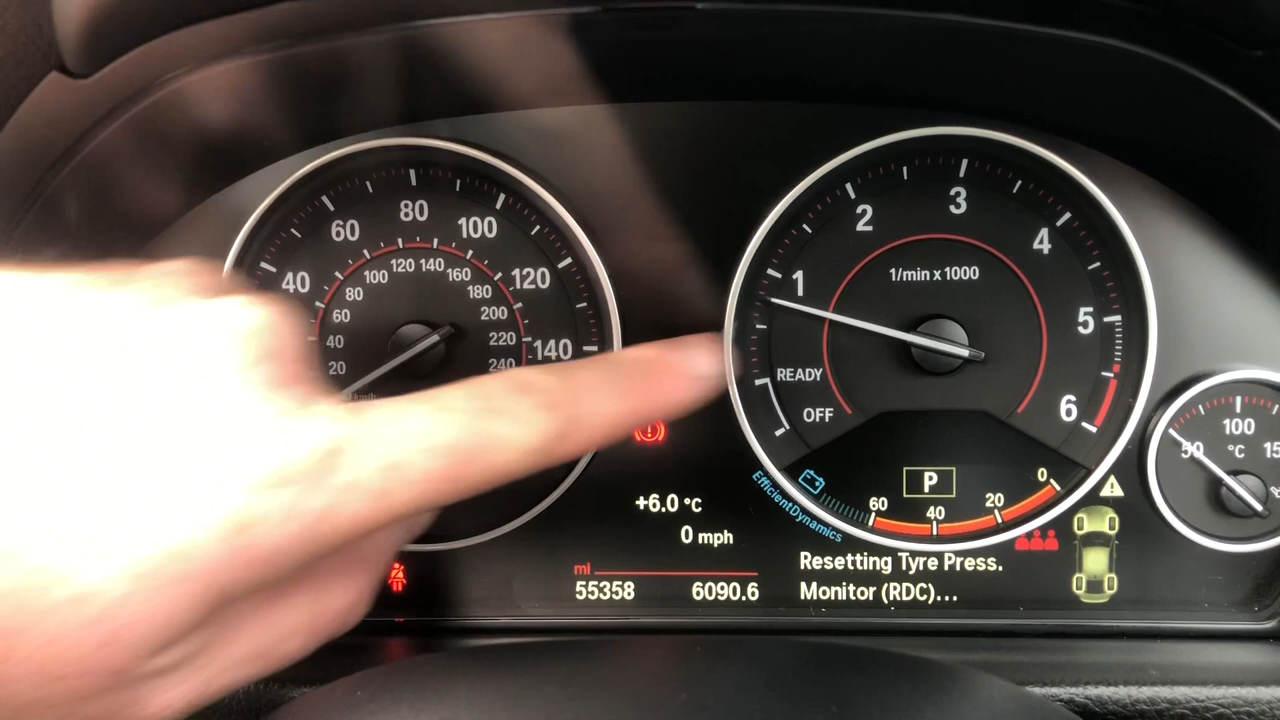 80
60
100
40
120
140
100
120
140
160
80
180
60
200
40
220
20
240
km/h
3
2
4
1
5
6
1/min x 1000
READY
OFF
P
60
40
20
0
EfficientDynamics
+6.0 °C
0 mph
ml
55358 6090.6
Resetting Tyre Press.
Monitor (RDC)...
100
50
°C